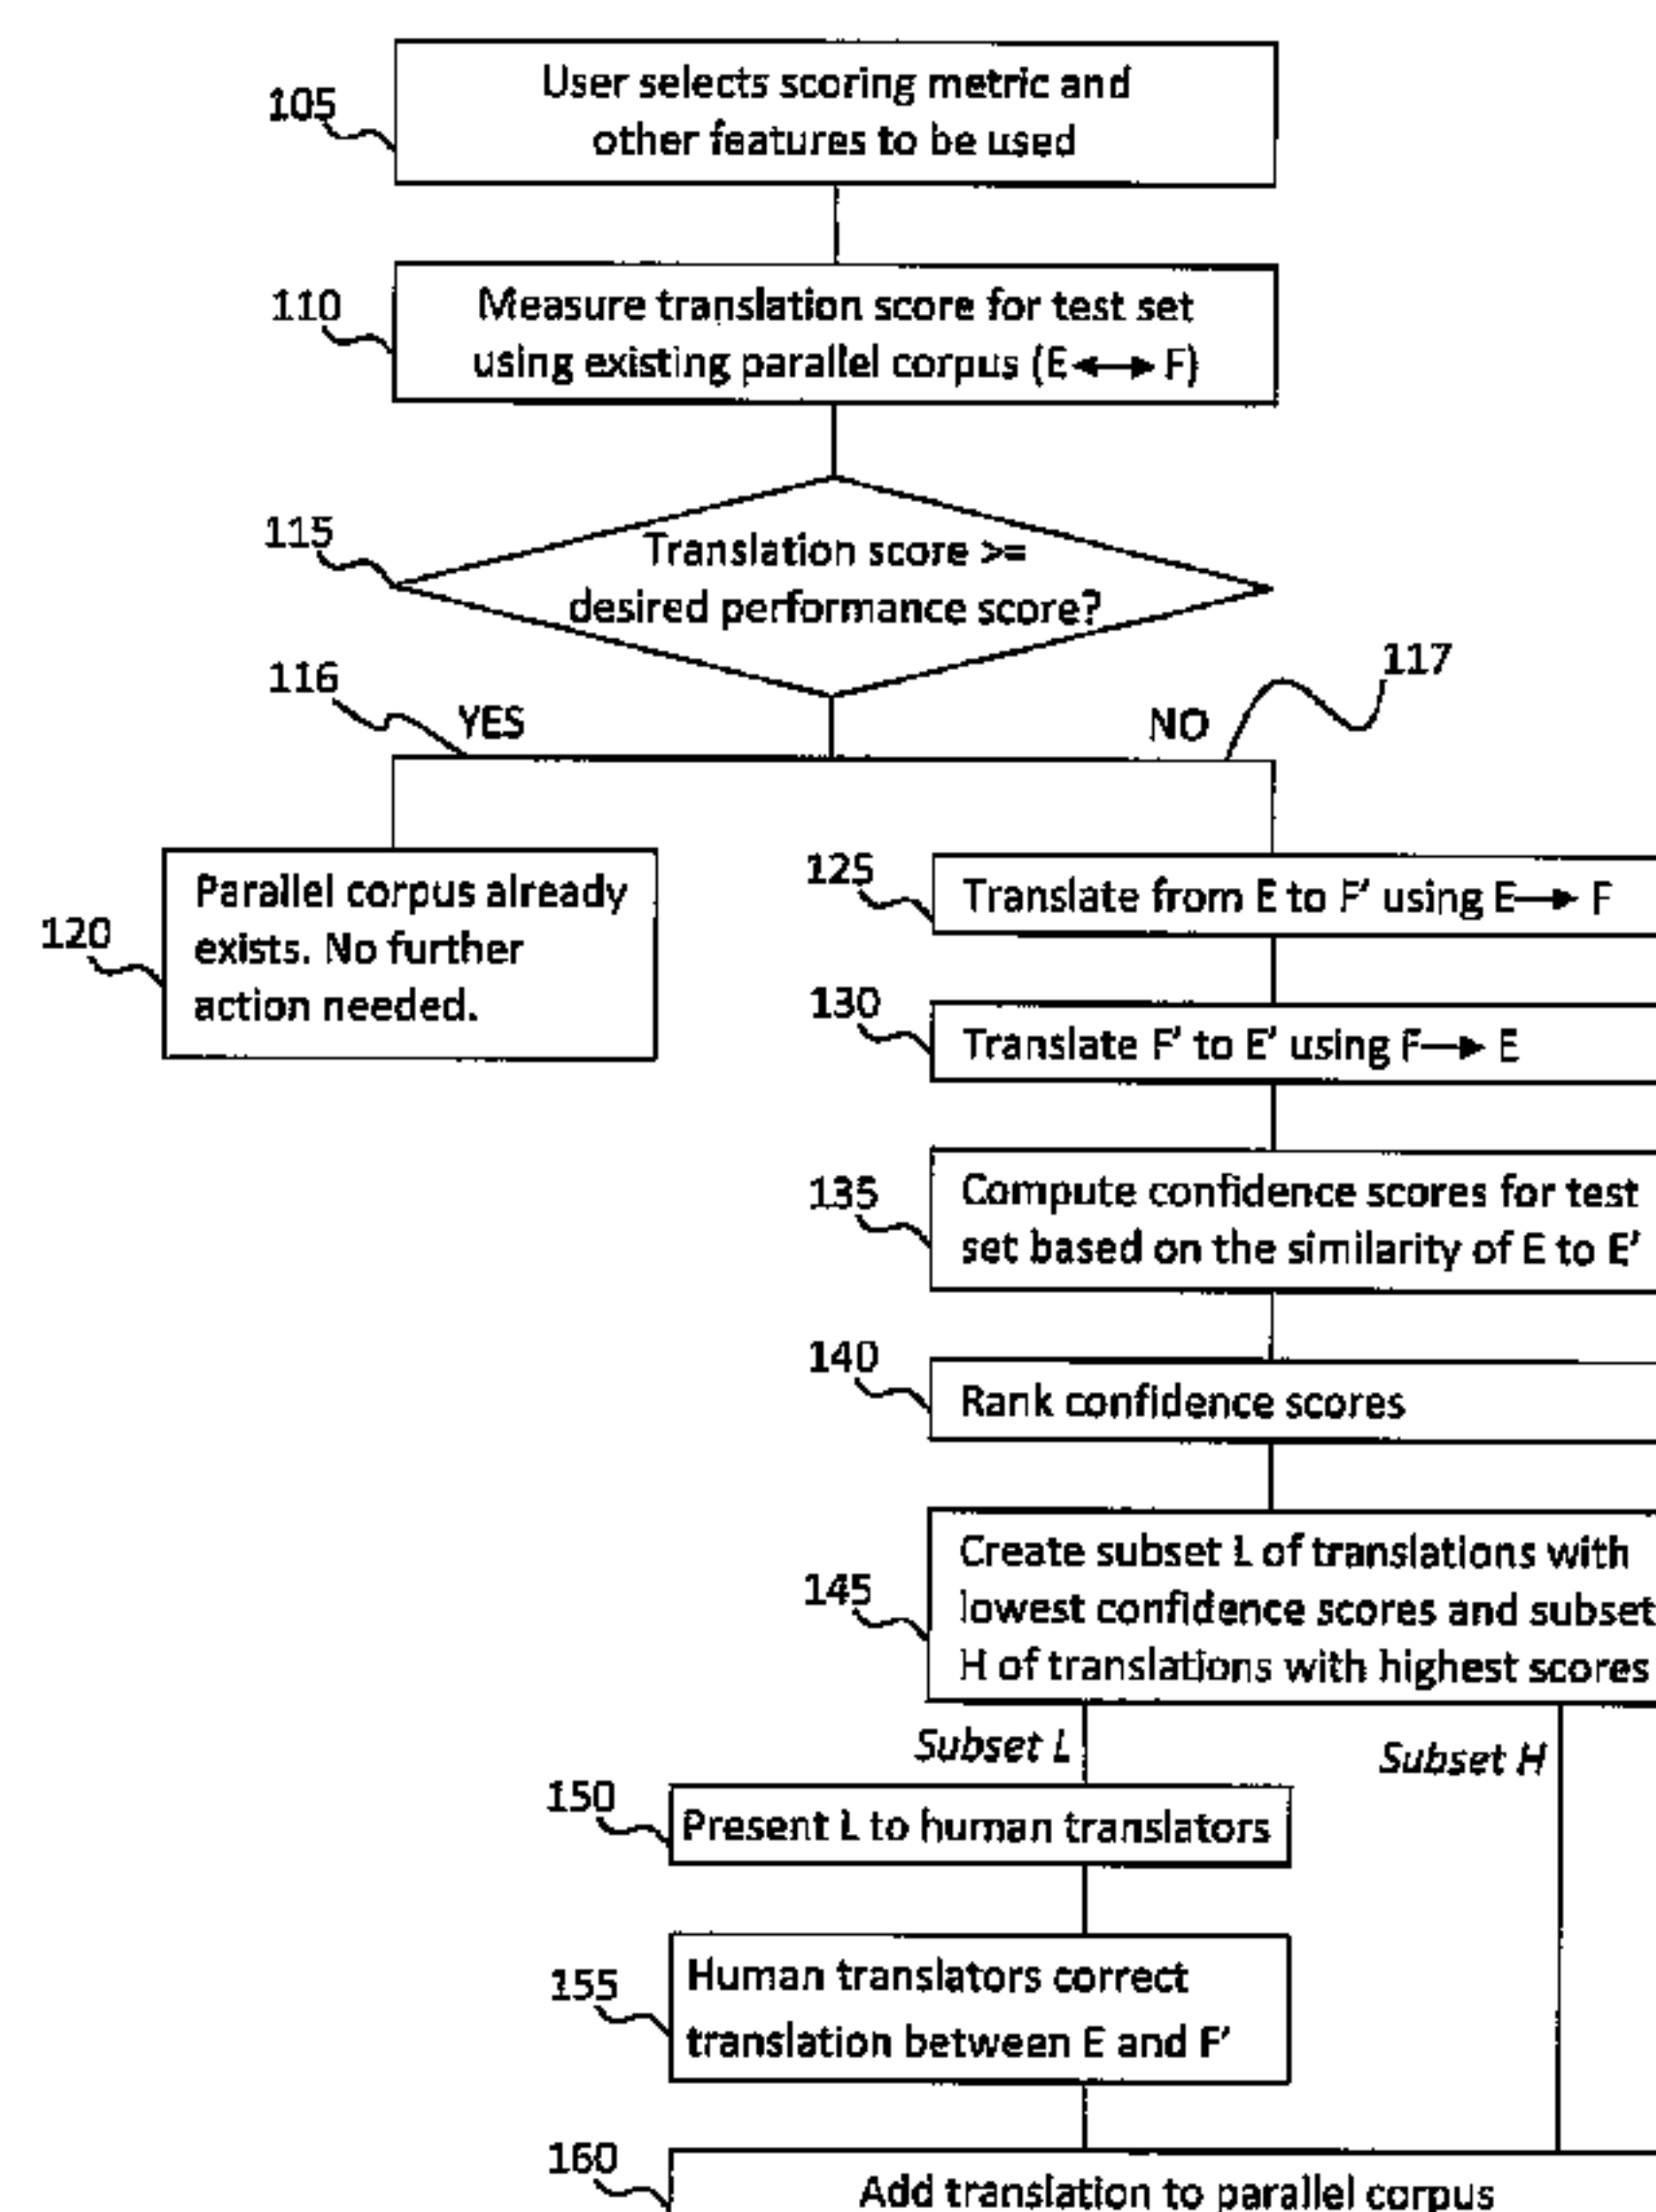 105
User selects scoring metric and
other features to be used
110
Measure translation score for test set
using existing parallel corpus (E ◄─► F)
115
Translation score >=
desired performance score?
116
YES
NO
117
120
Parallel corpus already
exists. No further
action needed.
125
Translate from E to F’ using E─► F
130
Translate F’ to E’ using F─► E
135
Compute confidence scores for test
set based on the similarity of E to E’
140
Rank confidence scores
145
Create subset L of translations with
lowest confidence scores and subset
H of translations with highest scores
Subset L
Subset H
150
Present L to human translators
155
Human translators correct
translation between E and F’
160
Add translation to parallel corpus